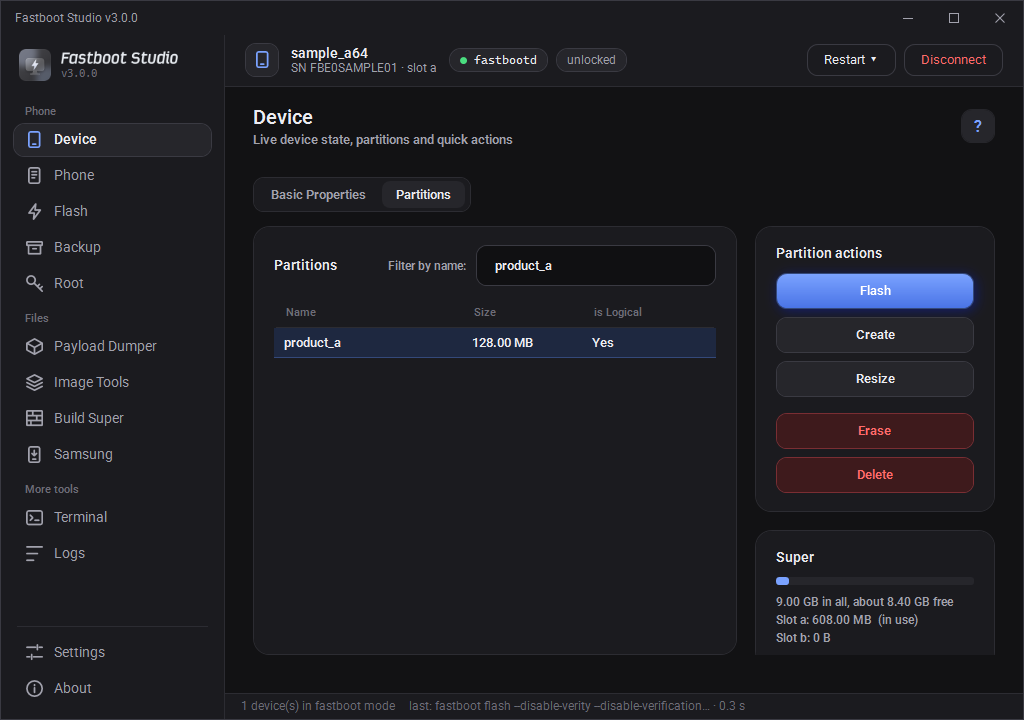 Fastboot Studio v3.0.0
Fastboot Studio
v3.0.0
Phone
Device
Phone
Flash
Backup
Root
Files
Payload Dumper
Image Tools
Build Super
Samsung
More tools
Terminal
Logs
Settings
About
sample_a64
SN FBE0SAMPLE01 · slot a
fastbootd
unlocked
Restart ▾
Disconnect
Device
Live device state, partitions and quick actions
?
Basic Properties
Partitions
Partitions
Filter by name:
product_a
Name Size is Logical
product_a 128.00 MB Yes
Partition actions
Flash
Create
Resize
Erase
Delete
Super
9.00 GB in all, about 8.40 GB free
Slot a: 608.00 MB (in use)
Slot b: 0 B
1 device(s) in fastboot mode last: fastboot flash --disable-verity --disable-verification… · 0.3 s